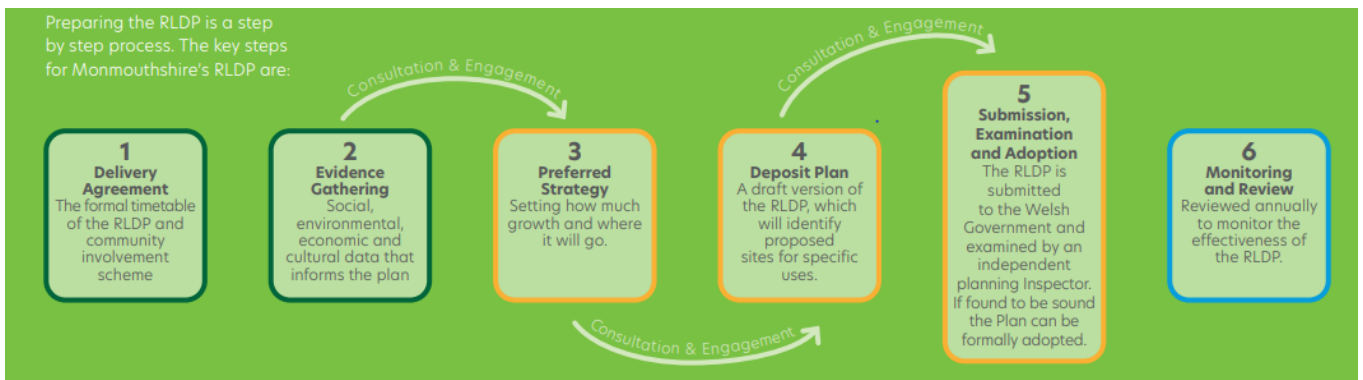 Preparing the RLDP is a step
by step process. The key steps
for Monmouthshire's RLDP are:
Consultation & Engagement
Consultation & Engagement
1
Delivery
Agreement
The formal timetable
of the RLDP and
community
involvement
scheme
2
Evidence
Gathering
Social,
environmental,
economic and
cultural data that
informs the plan
3
Preferred
Strategy
Setting how much
growth and where
it will go.
4
Deposit Plan
A draft version of
the RLDP, which
will identify
proposed
sites for specific
uses.
5
Submission,
Examination
and Adoption
The RLDP is
submitted
to the Welsh
Government and
examined by an
independent
planning Inspector.
If found to be sound
the Plan can be
formally adopted.
6
Monitoring
and Review
Reviewed annually
to monitor the
effectiveness of
the RLDP.
Consultation & Engagement